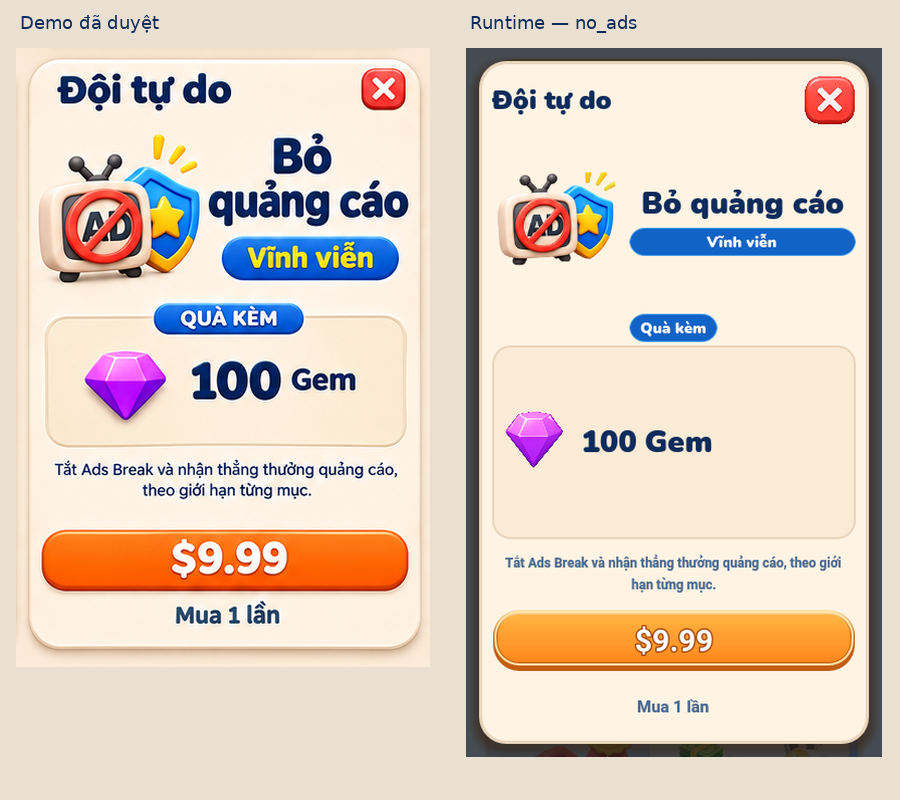 Demo đã duyệt
Đội tự do
AD
Bỏ
quảng cáo
Vĩnh viễn
QUÀ KÈM
100 Gem
Tắt Ads Break và nhận thẳng thưởng quảng cáo,
theo giới hạn từng mục.
$9.99
Mua 1 lần
Runtime — no_ads
Đội tự do
AD
Bỏ quảng cáo
Vĩnh viễn
Quà kèm
100 Gem
Tắt Ads Break và nhận thẳng thưởng quảng cáo, theo giới
hạn từng mục.
$9.99
Mua 1 lần